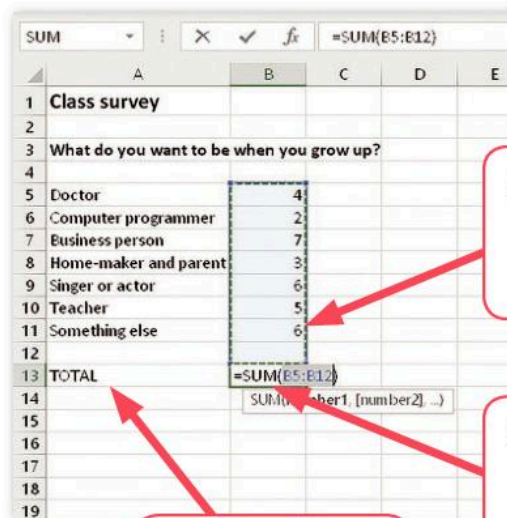 SUM fx =SUM(B5:B12)
A B C D E
1 Class survey
2
3 What do you want to be when you grow up?
4
5 Doctor 4
6 Computer programmer 2
7 Business person 7
8 Home-maker and parent 3
9 Singer or actor 6
10 Teacher 5
11 Something else 6
12
13 TOTAL =SUM(B5:B12)
14 SUM( [number2], ...)
15
16
17
18
19